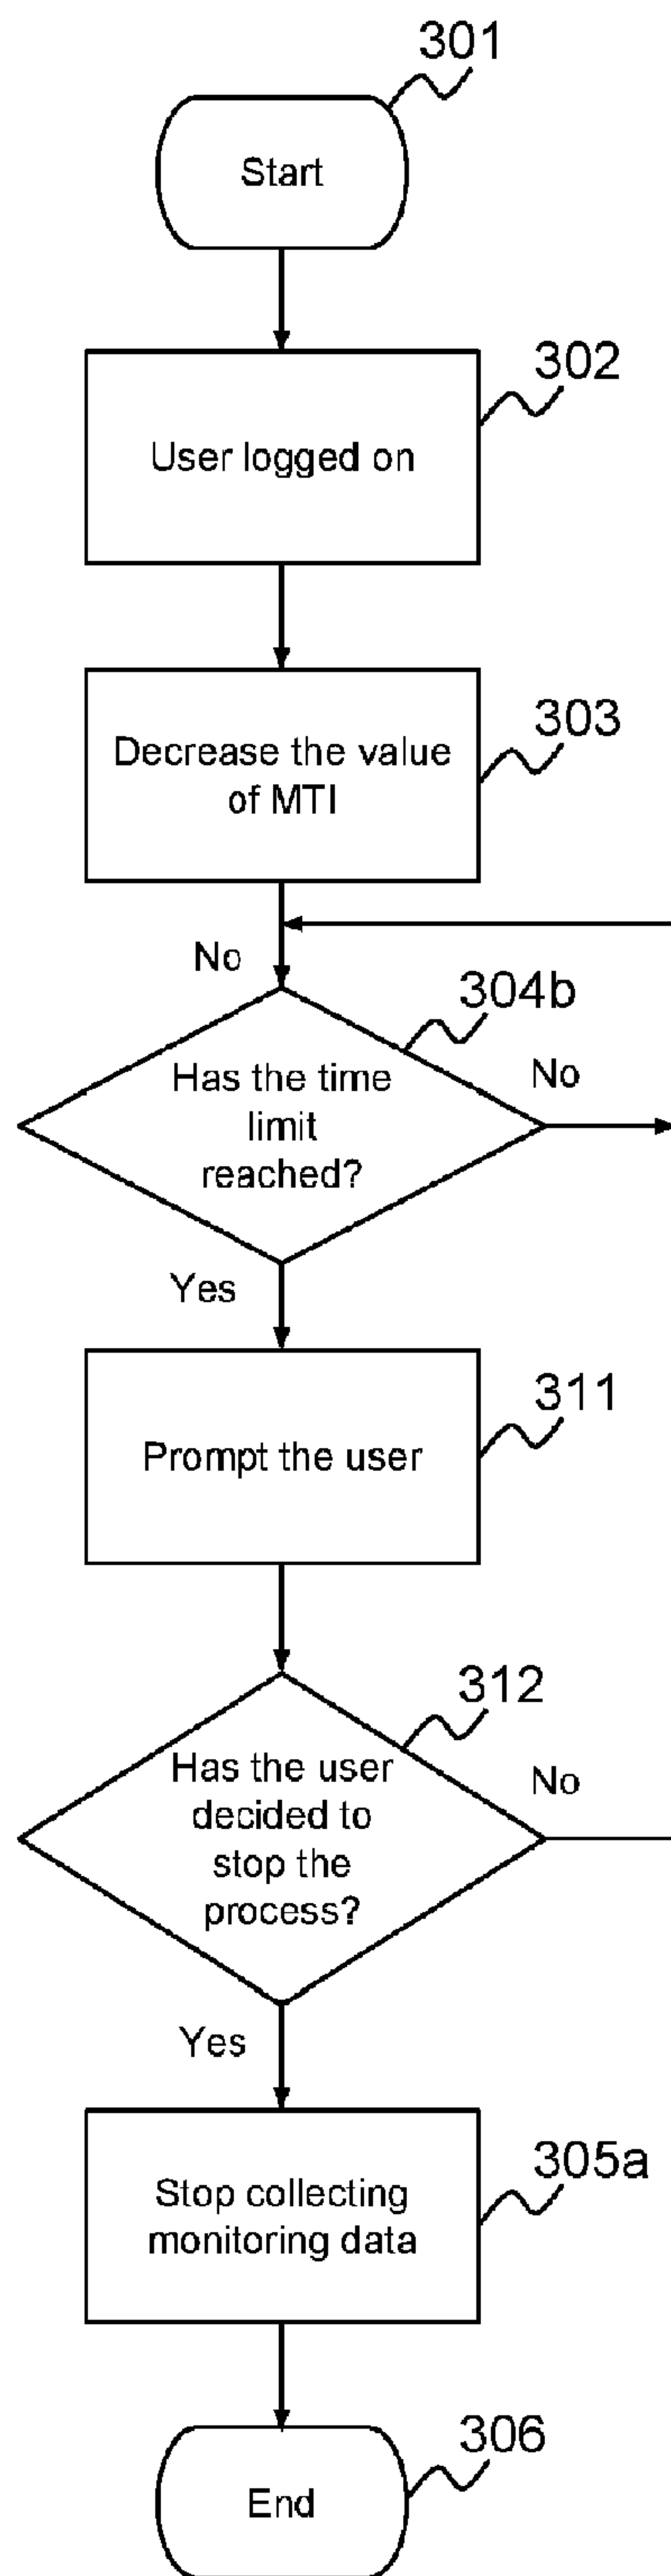 301
Start
302
User logged on
303
Decrease the value
of MTI
No
304b
Has the time
limit
reached?
No
Yes
311
Prompt the user
312
Has the user
decided to
stop the
process?
No
Yes
305a
Stop collecting
monitoring data
306
End